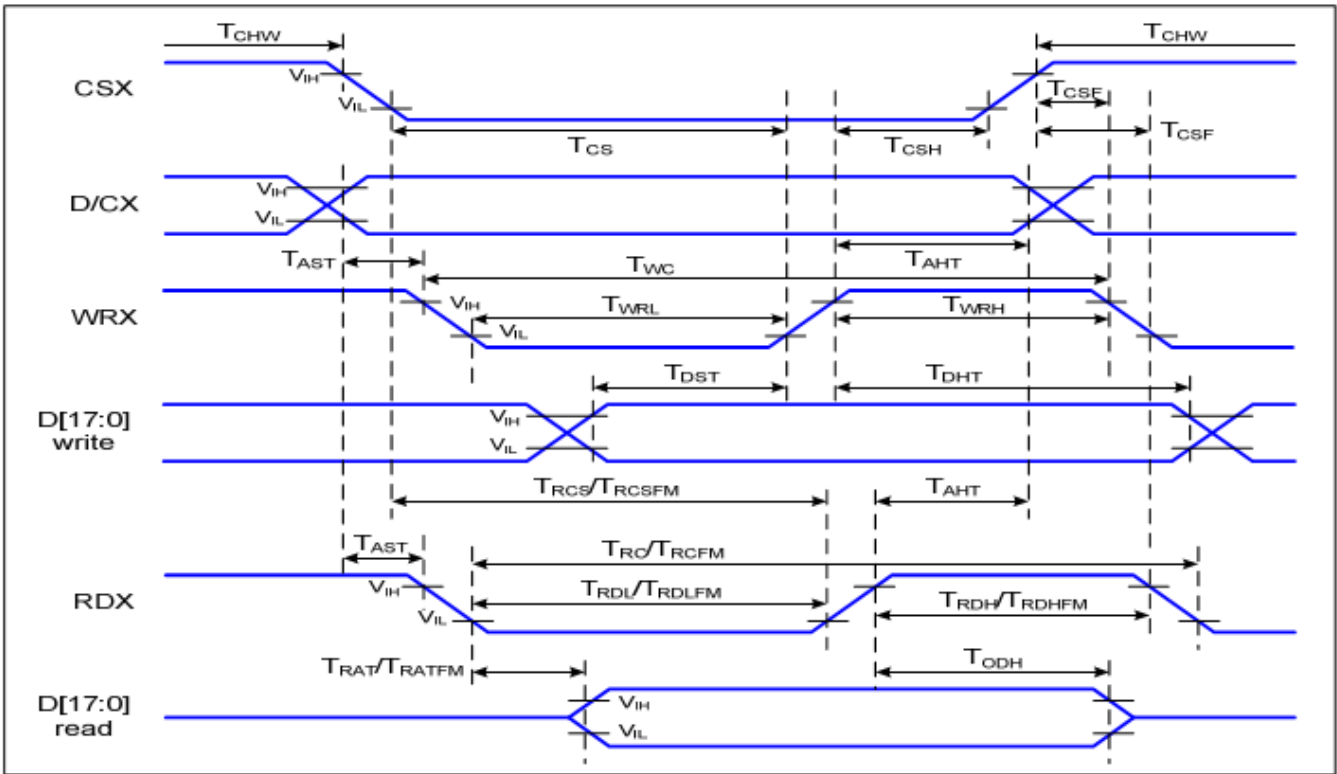 TCHW TCHW
CSX VIH VIL TCS TCSH TCSF TCSF
D/CX VIH VIL
TAST TWC TAHT
WRX VIH VIL TWRL TWRH
TDST TDHT
D[17:0] VIH
write VIL
TRCS/TRCSFM TAHT
TAST TRC/TRCFM
RDX VIH VIL TRDL/TRDLFM TRDH/TRDHFM
TRAT/TRATFM TODH
D[17:0] VIH
read VIL